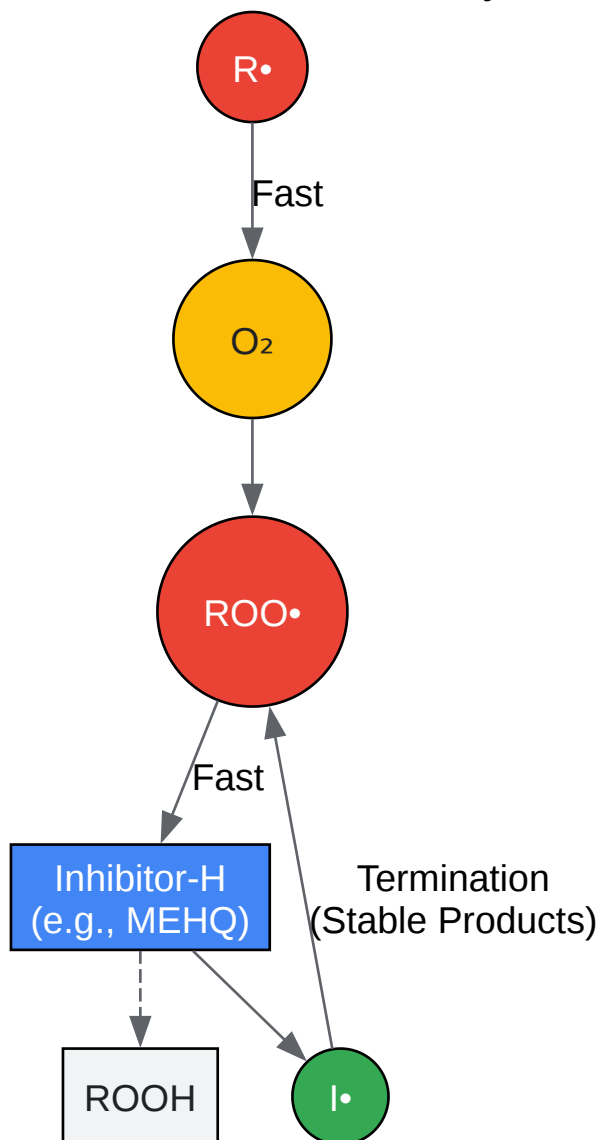 R•
Fast
O₂
ROO•
Fast
Inhibitor-H
(e.g., MEHQ)
Termination
(Stable Products)
ROOH
I•